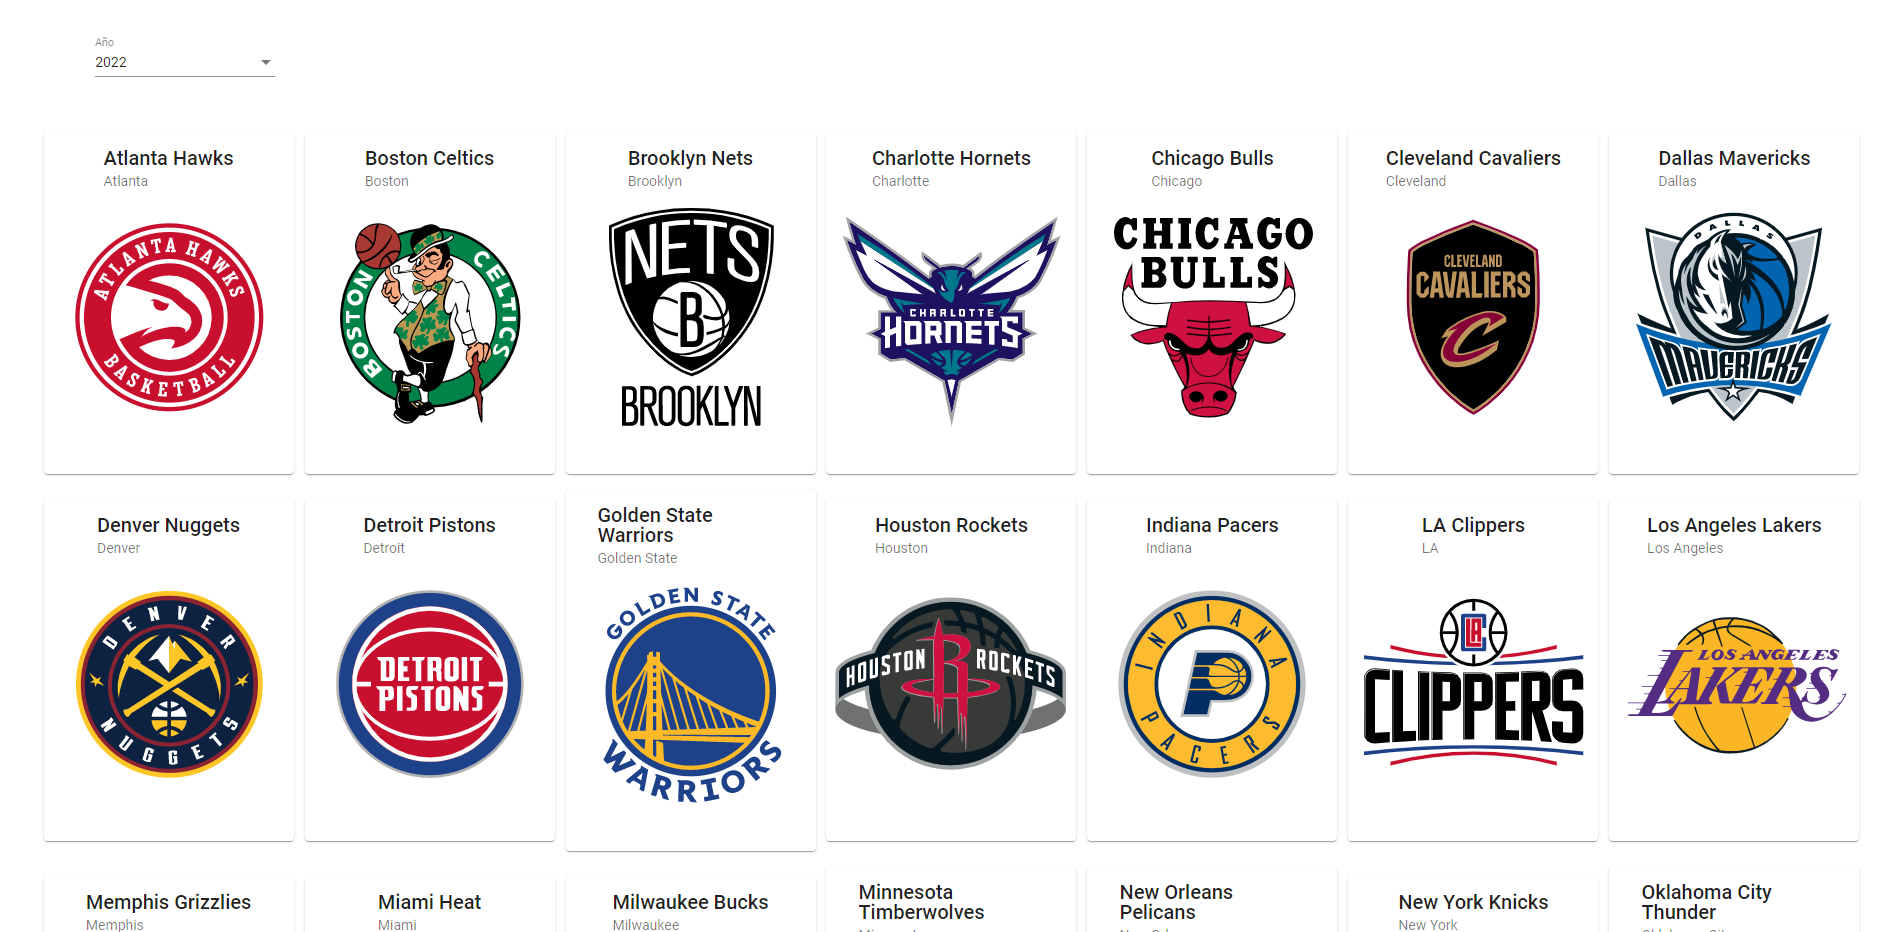 Año
2022
Atlanta Hawks
Atlanta
ATLANTA HAWKS
BASKETBALL
Boston Celtics
Boston
BOSTON
CELTICS
Brooklyn Nets
Brooklyn
NETS
B
BROOKLYN
Charlotte Hornets
Charlotte
CHARLOTTE
HORNETS
Chicago Bulls
Chicago
CHICAGO
BULLS
Cleveland Cavaliers
Cleveland
CLEVELAND
CAVALIERS
C
Dallas Mavericks
Dallas
DALLAS
MAVERICKS
Denver Nuggets
Denver
DENVER
NUGGETS
Detroit Pistons
Detroit
DETROIT
PISTONS
Golden State
Warriors
Golden State
GOLDEN STATE
WARRIORS
Houston Rockets
Houston
HOUSTON R ROCKETS
Indiana Pacers
Indiana
INDIANA
P
PACERS
LA Clippers
LA
LA
CLIPPERS
Los Angeles Lakers
Los Angeles
LOS ANGELES
LAKERS
Memphis Grizzlies
Memphis
Miami Heat
Miami
Milwaukee Bucks
Milwaukee
Minnesota
Timberwolves
New Orleans
Pelicans
New York Knicks
New York
Oklahoma City
Thunder